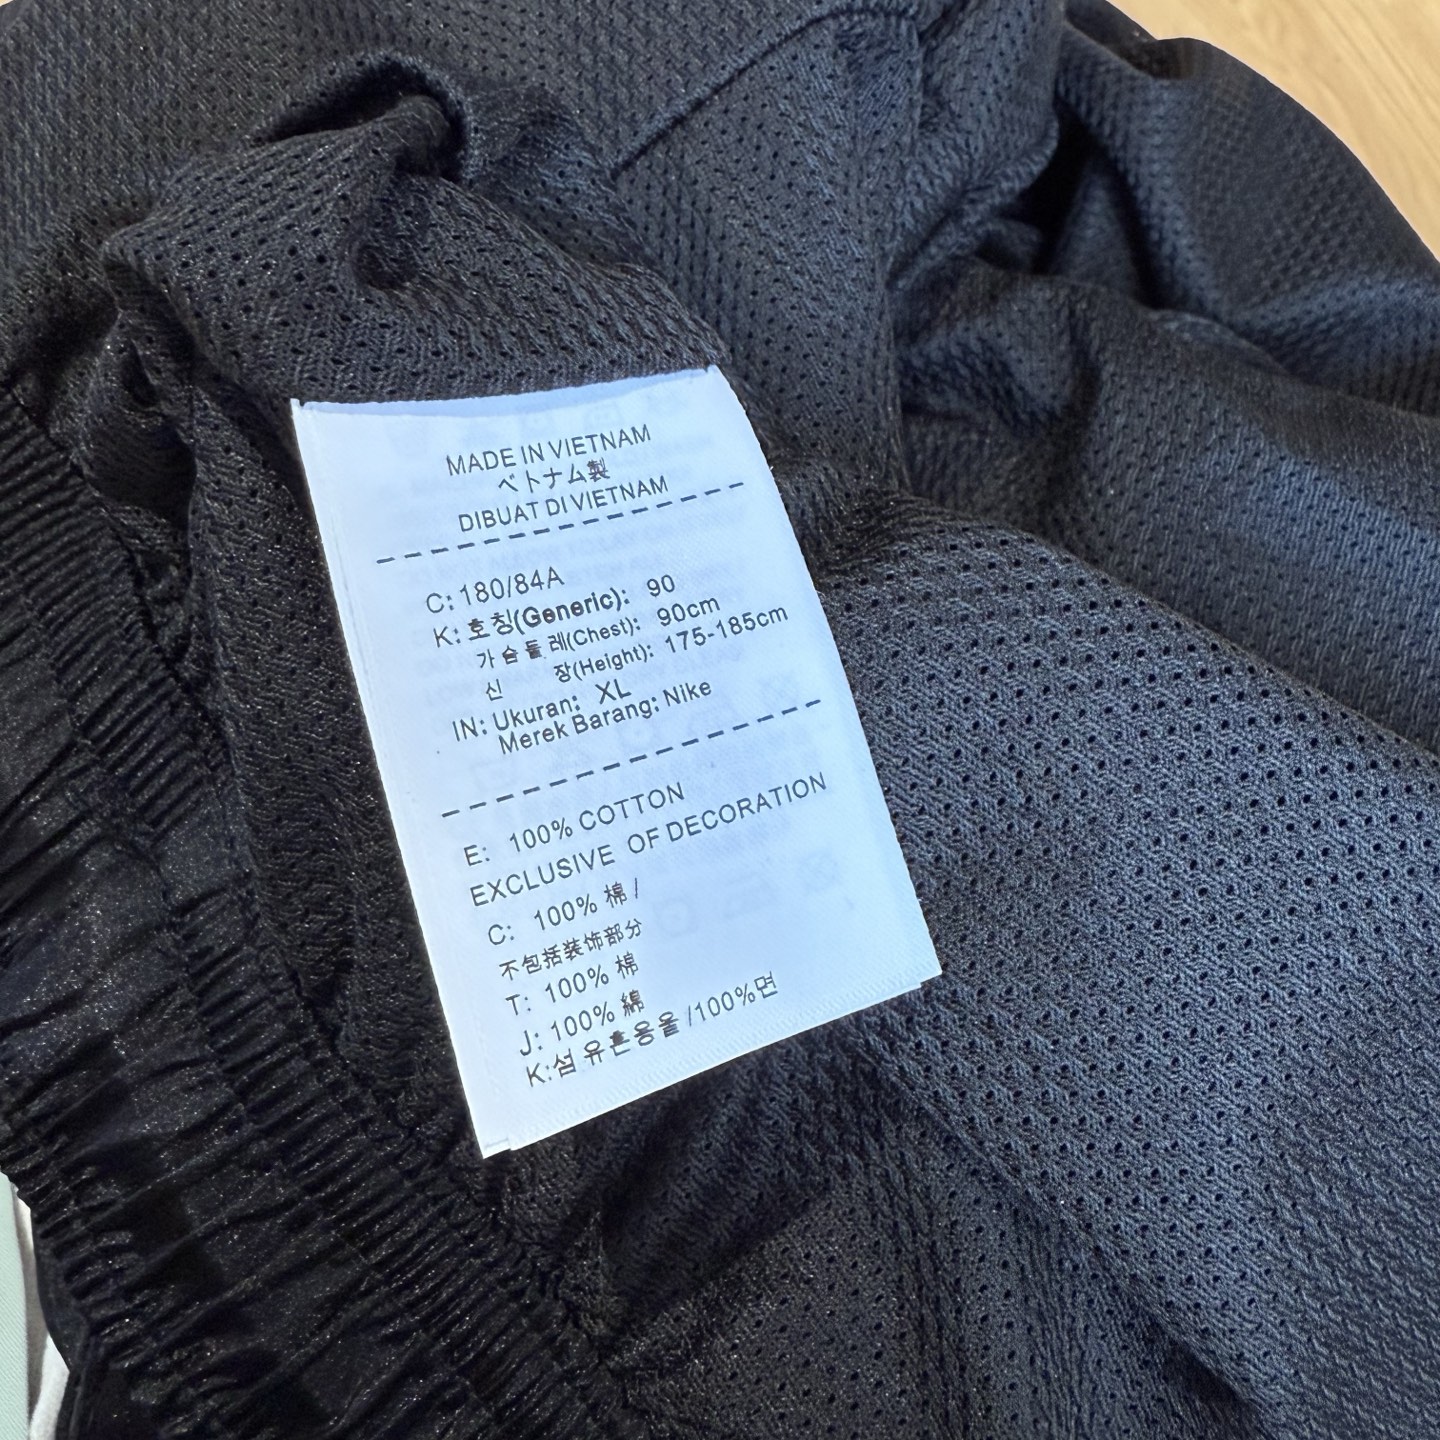 MADE IN VIETNAM
ベトナム製
DIBUAT DI VIETNAM
C: 180/84A
K: 호칭(Generic): 90
가슴둘레(Chest): 90cm
신 장(Height): 175-185cm
IN: Ukuran: XL
Merek Barang: Nike
E: 100% COTTON
EXCLUSIVE OF DECORATION
C: 100% 棉 /
不包括装饰部分
T: 100% 棉
J: 100% 綿
K:섬유혼용율/100%면